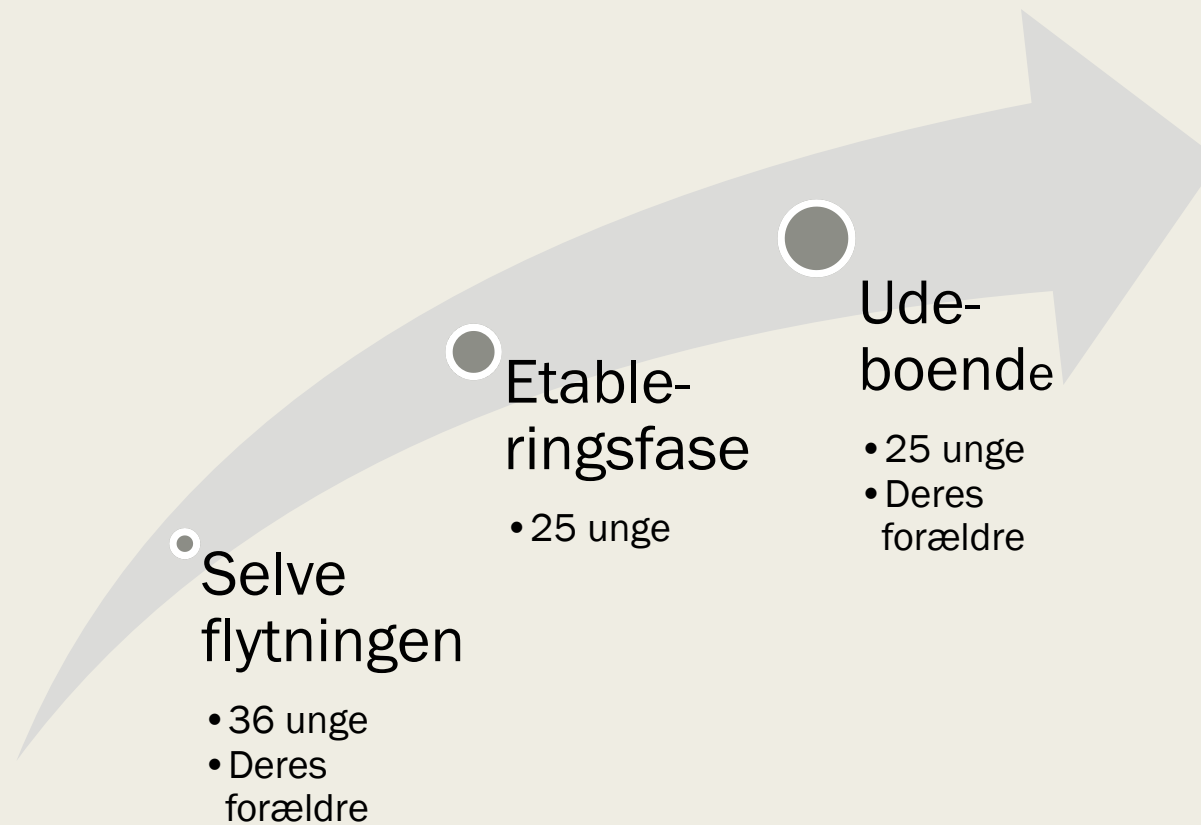 Selve
flytningen
•36 unge
•Deres
forældre
Etable-
ringsfase
•25 unge
Ude-
boende
•25 unge
•Deres
forældre